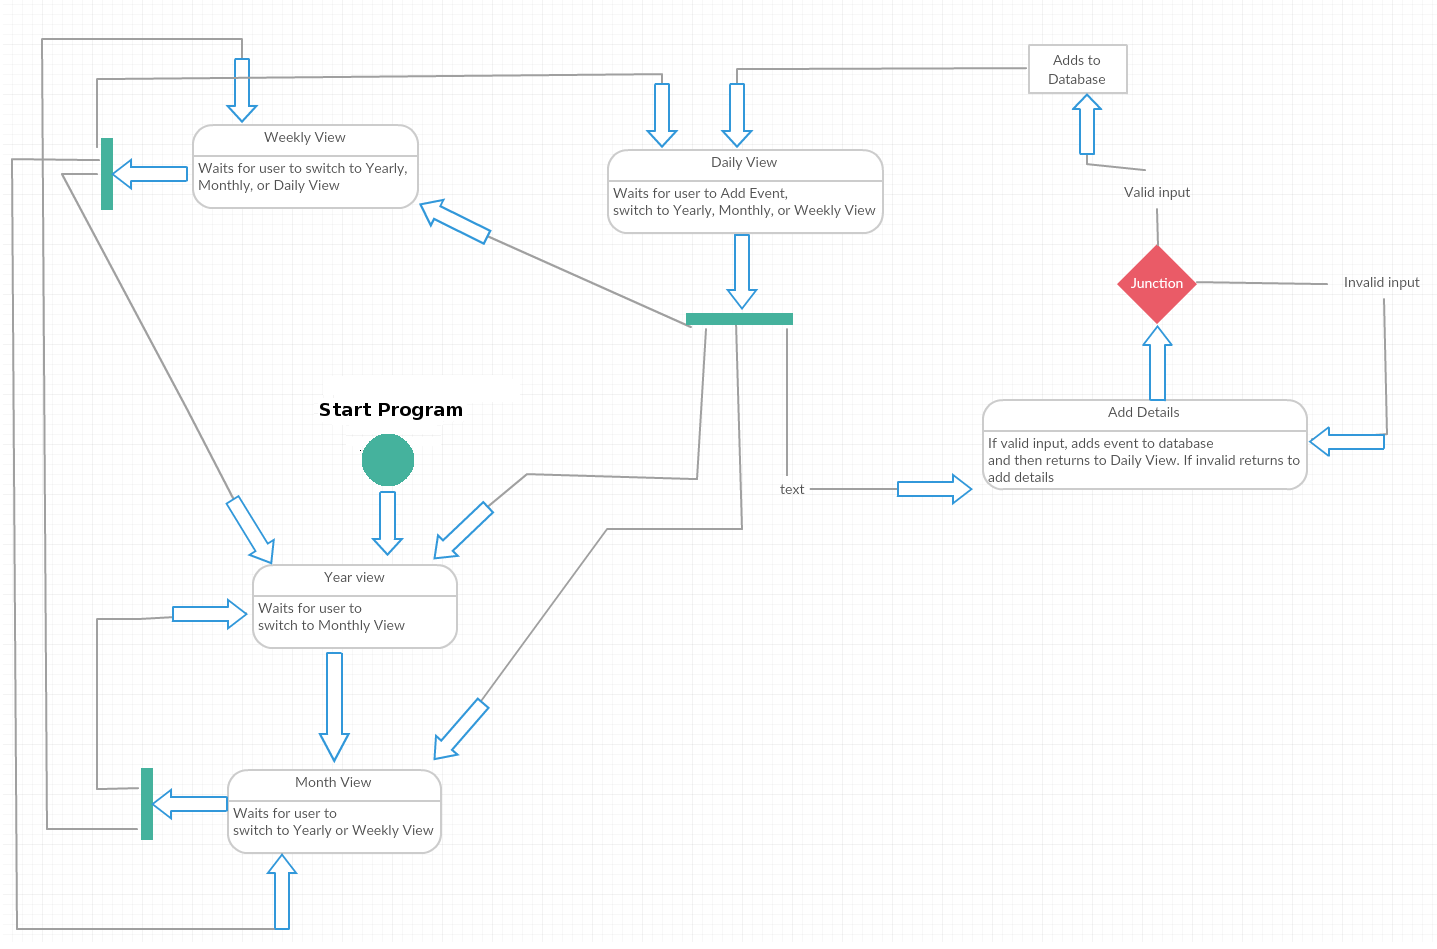 Adds to
Database
Weekly View
Waits for user to switch to Yearly,
Monthly, or Daily View
Daily View
Waits for user to Add Event,
switch to Yearly, Monthly, or Weekly View
Valid input
Junction
Invalid input
Start Program
Add Details
If valid input, adds event to database
and then returns to Daily View. If invalid returns to
add details
text
Year view
Waits for user to
switch to Monthly View
Month View
Waits for user to
switch to Yearly or Weekly View